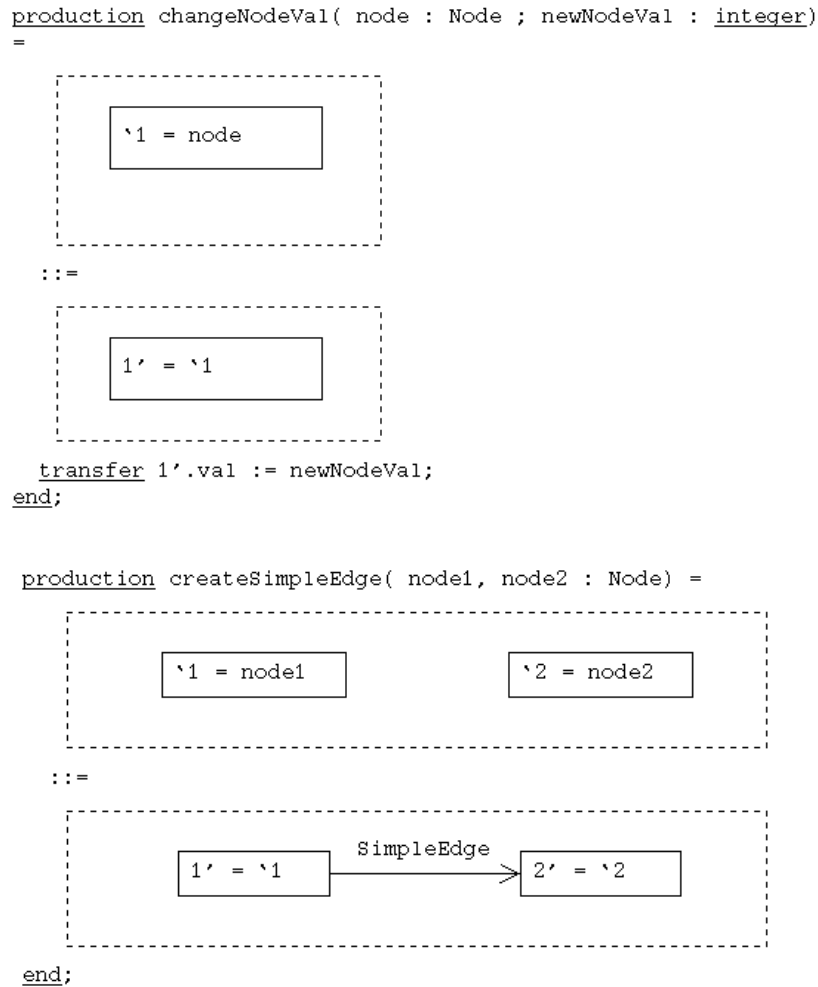 production changeNodeVal( node : Node ; newNodeVal : integer)
=
‵1 = node
::=
1′ = ‵1
transfer 1′.val := newNodeVal;
end;
production createSimpleEdge( node1, node2 : Node) =
‵1 = node1
‵2 = node2
::=
SimpleEdge
1′ = ‵1
2′ = ‵2
end;